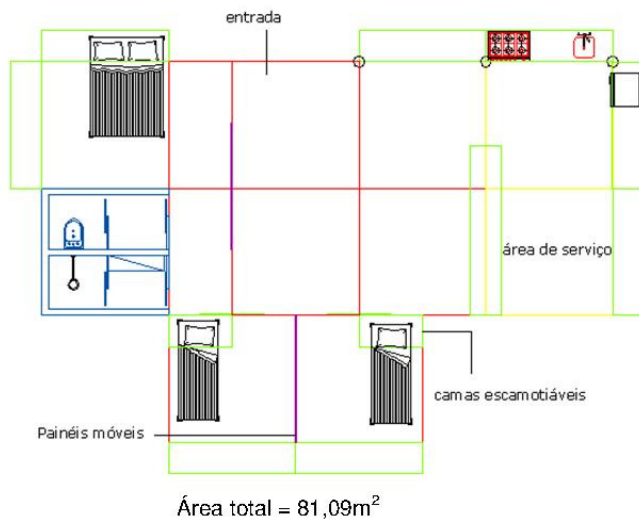 entrada
área de serviço
camas escamotiáveis
Painéis móveis
Área total = 81,09m²